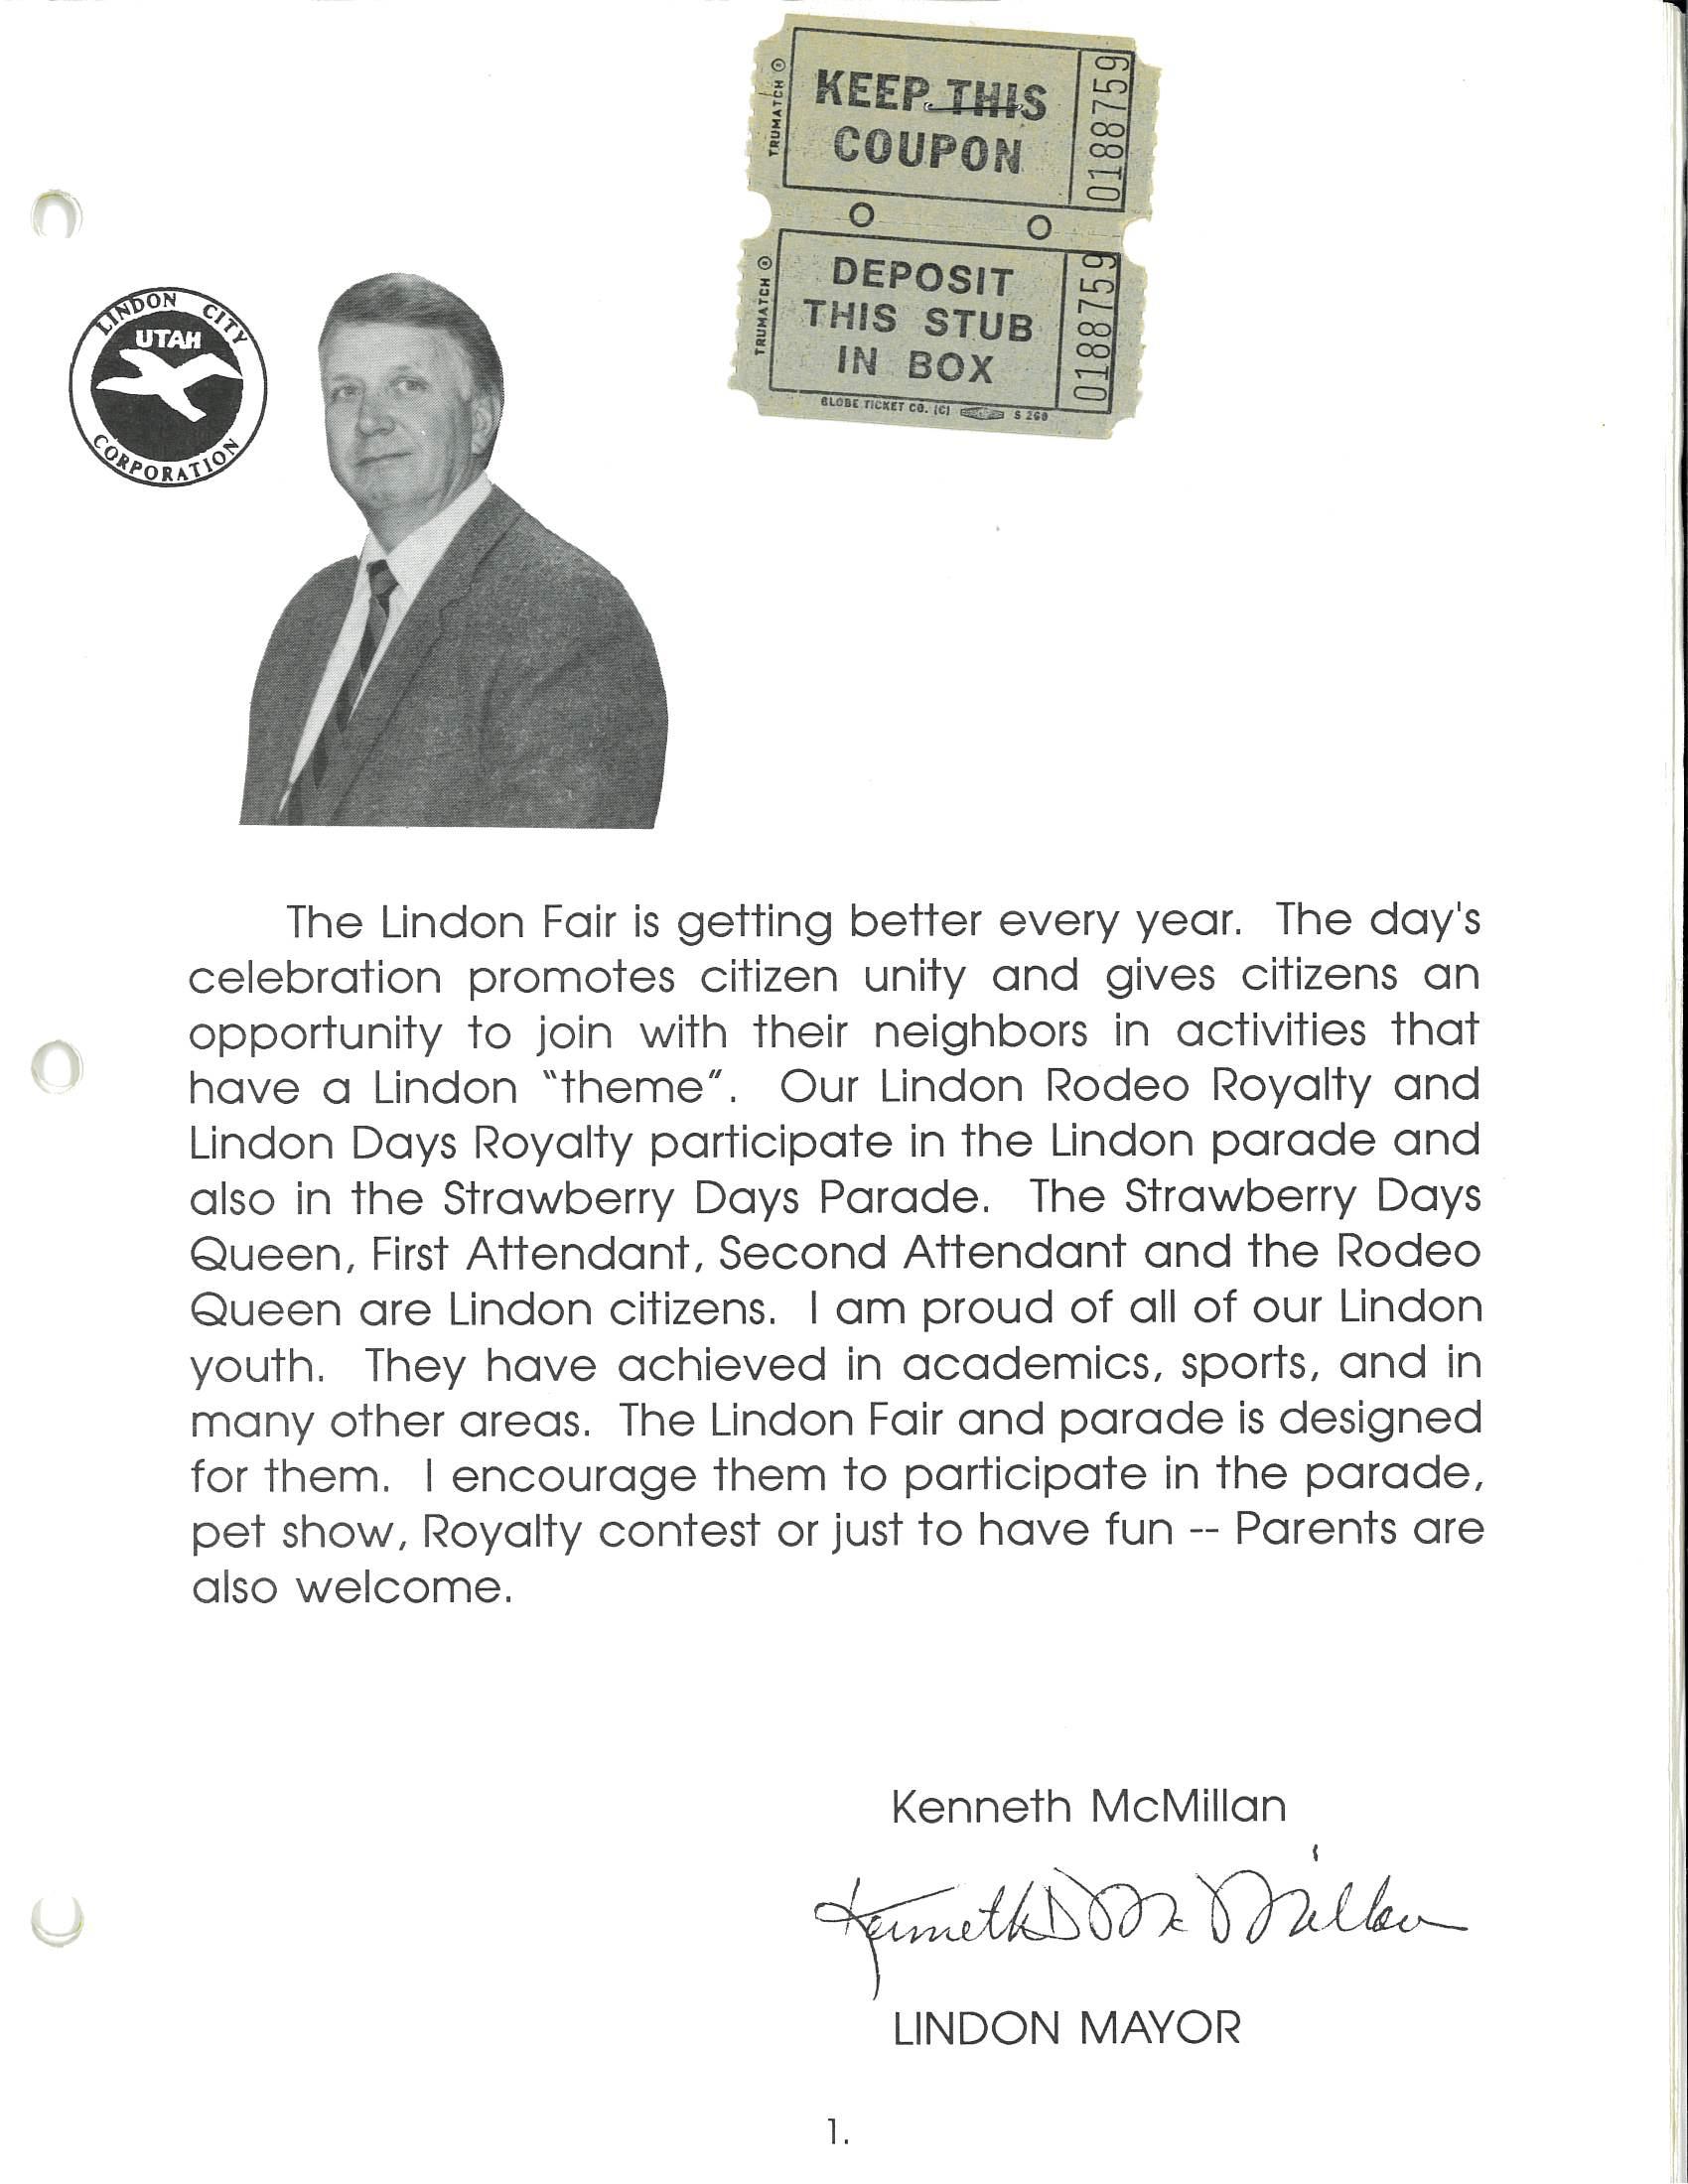 TRUMATCH ®
KEEP THIS
COUPON
0188759
TRUMATCH ®
DEPOSIT
THIS STUB
IN BOX
0188759
GLOBE TICKET CO. (C) S 260
LINDON CITY
UTAH
CORPORATION
The Lindon Fair is getting better every year. The day's
celebration promotes citizen unity and gives citizens an
opportunity to join with their neighbors in activities that
have a Lindon “theme”. Our Lindon Rodeo Royalty and
Lindon Days Royalty participate in the Lindon parade and
also in the Strawberry Days Parade. The Strawberry Days
Queen, First Attendant, Second Attendant and the Rodeo
Queen are Lindon citizens. I am proud of all of our Lindon
youth. They have achieved in academics, sports, and in
many other areas. The Lindon Fair and parade is designed
for them. I encourage them to participate in the parade,
pet show, Royalty contest or just to have fun -- Parents are
also welcome.
Kenneth McMillan
Kenneth D McMillan
LINDON MAYOR
1.